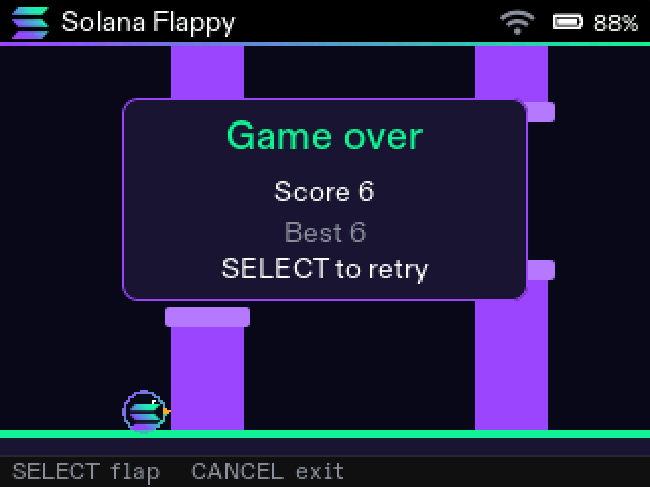 Solana Flappy 88%
Game over
Score 6
Best 6
SELECT to retry
SELECT flap CANCEL exit